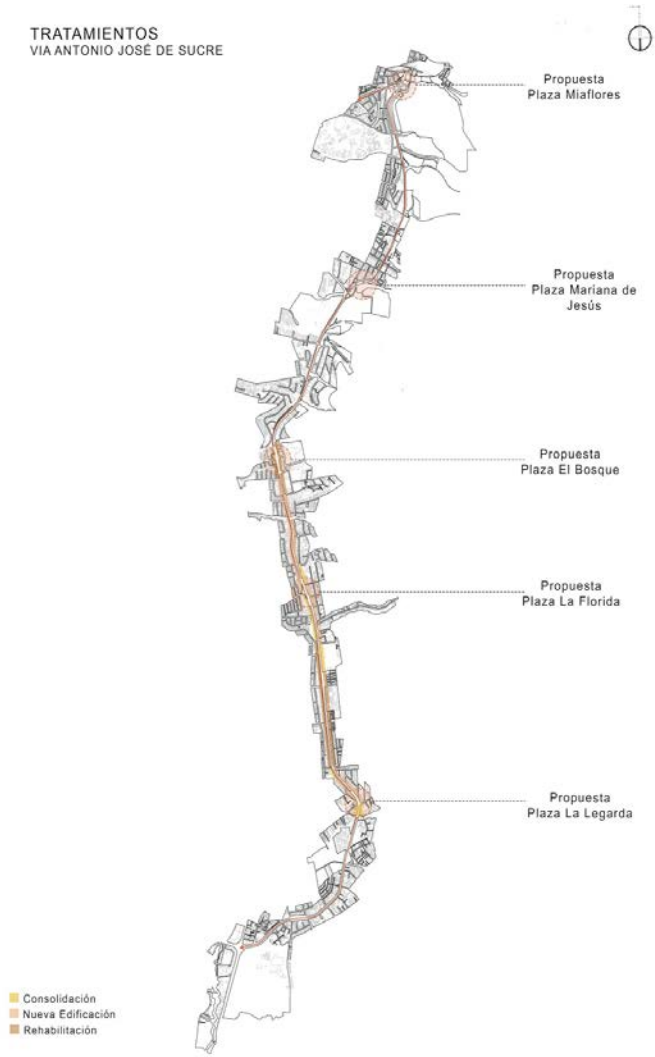 TRATAMIENTOS
VIA ANTONIO JOSÉ DE SUCRE
Propuesta
Plaza Miaflores
Propuesta
Plaza Mariana de
Jesús
Propuesta
Plaza El Bosque
Propuesta
Plaza La Florida
Propuesta
Plaza La Legarda
Consolidación
Nueva Edificación
Rehabilitación